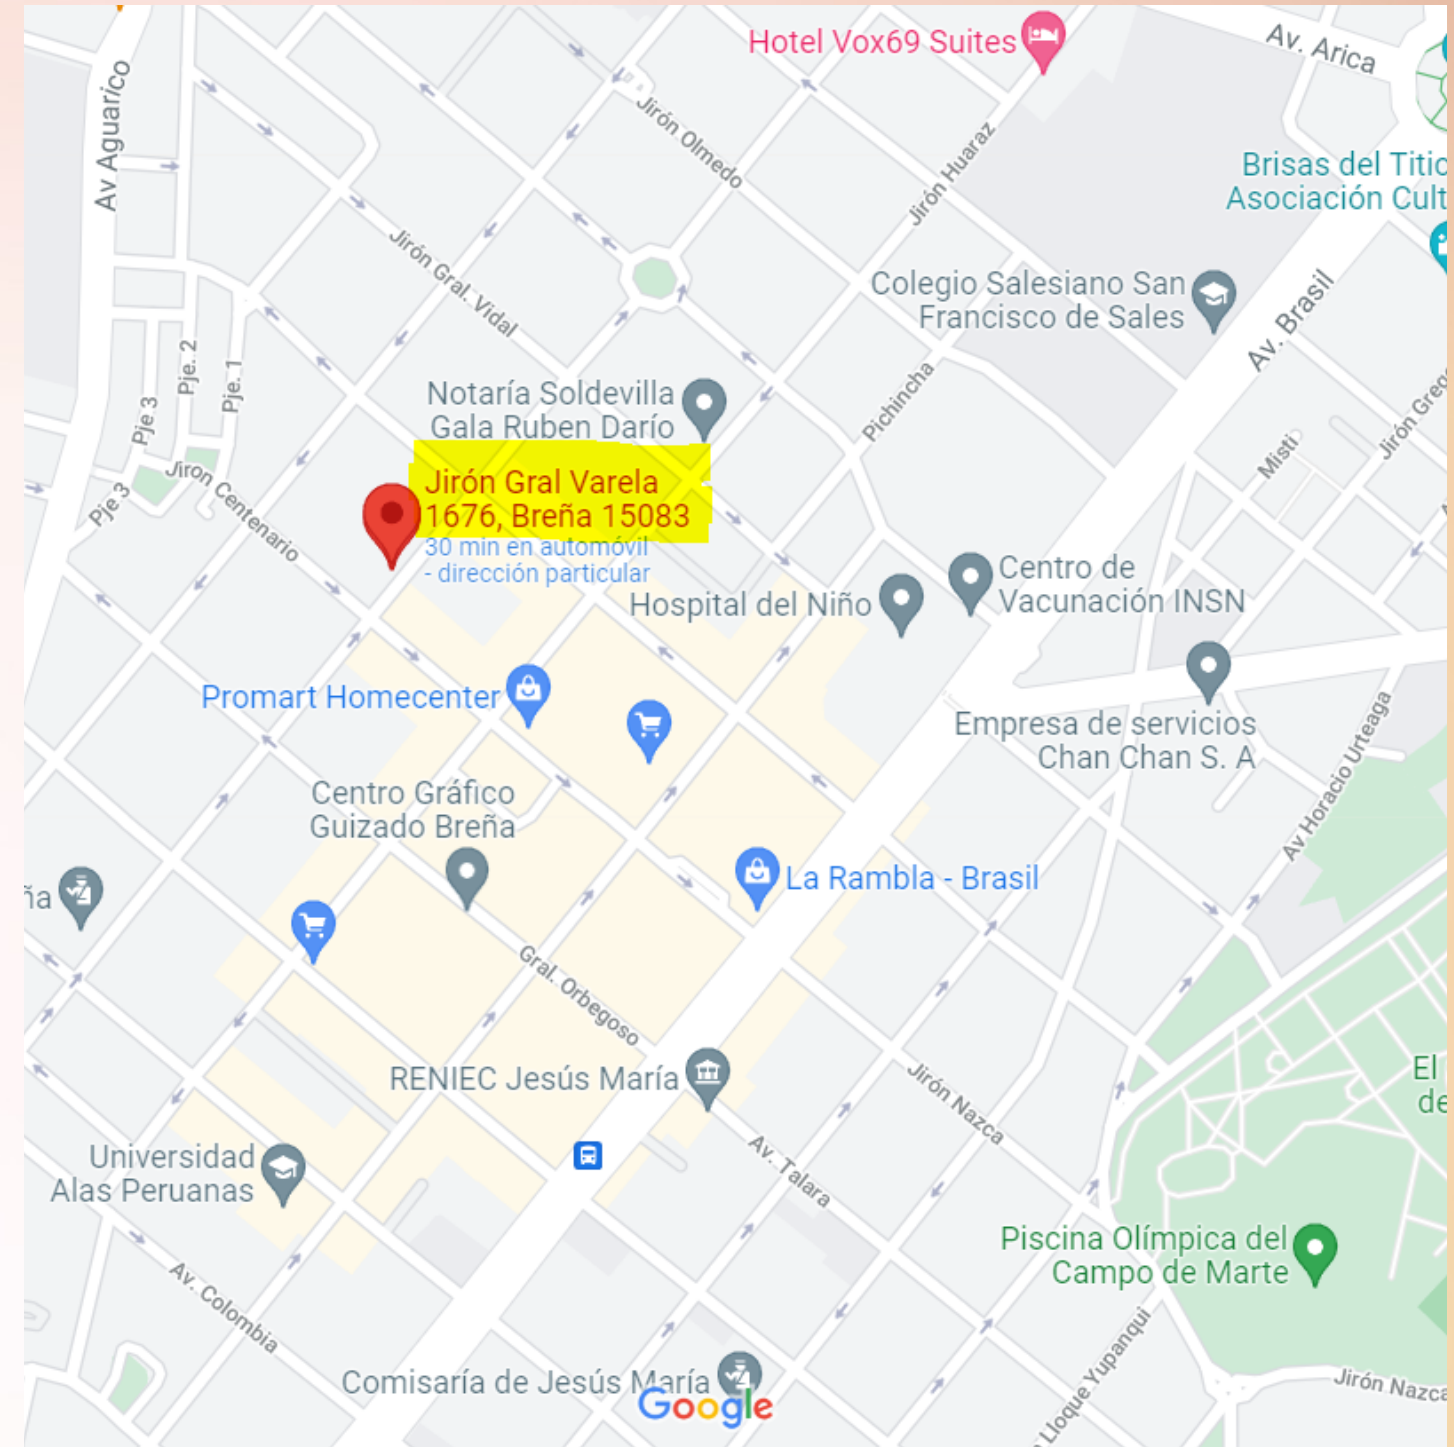 Hotel Vox69 Suites
Av. Arica
Av Aguarico
Jirón Olmedo
Jirón Huaraz
Brisas del Titic
Asociación Cult
Jirón Gral. Vidal
Colegio Salesiano San
Francisco de Sales
Av. Brasil
Pje. 2
Pje. 1
Pje 3
Notaría Soldevilla
Gala Ruben Darío
Pichincha
Jirón Greg
Misti
Jiron Centenario
Pje 3
Jirón Gral Varela
1676, Breña 15083
30 min en automóvil
- dirección particular
Hospital del Niño
Centro de
Vacunación INSN
Promart Homecenter
Empresa de servicios
Chan Chan S. A
Av Horacio Urteaga
Centro Gráfico
Guizado Breña
La Rambla - Brasil
ña
Gral. Orbegoso
RENIEC Jesús María
Jirón Nazca
El
de
Av. Talara
Universidad
Alas Peruanas
Piscina Olímpica del
Campo de Marte
Av. Colombia
Comisaría de Jesús María
Google
Lloque Yupanqui
Jirón Nazca